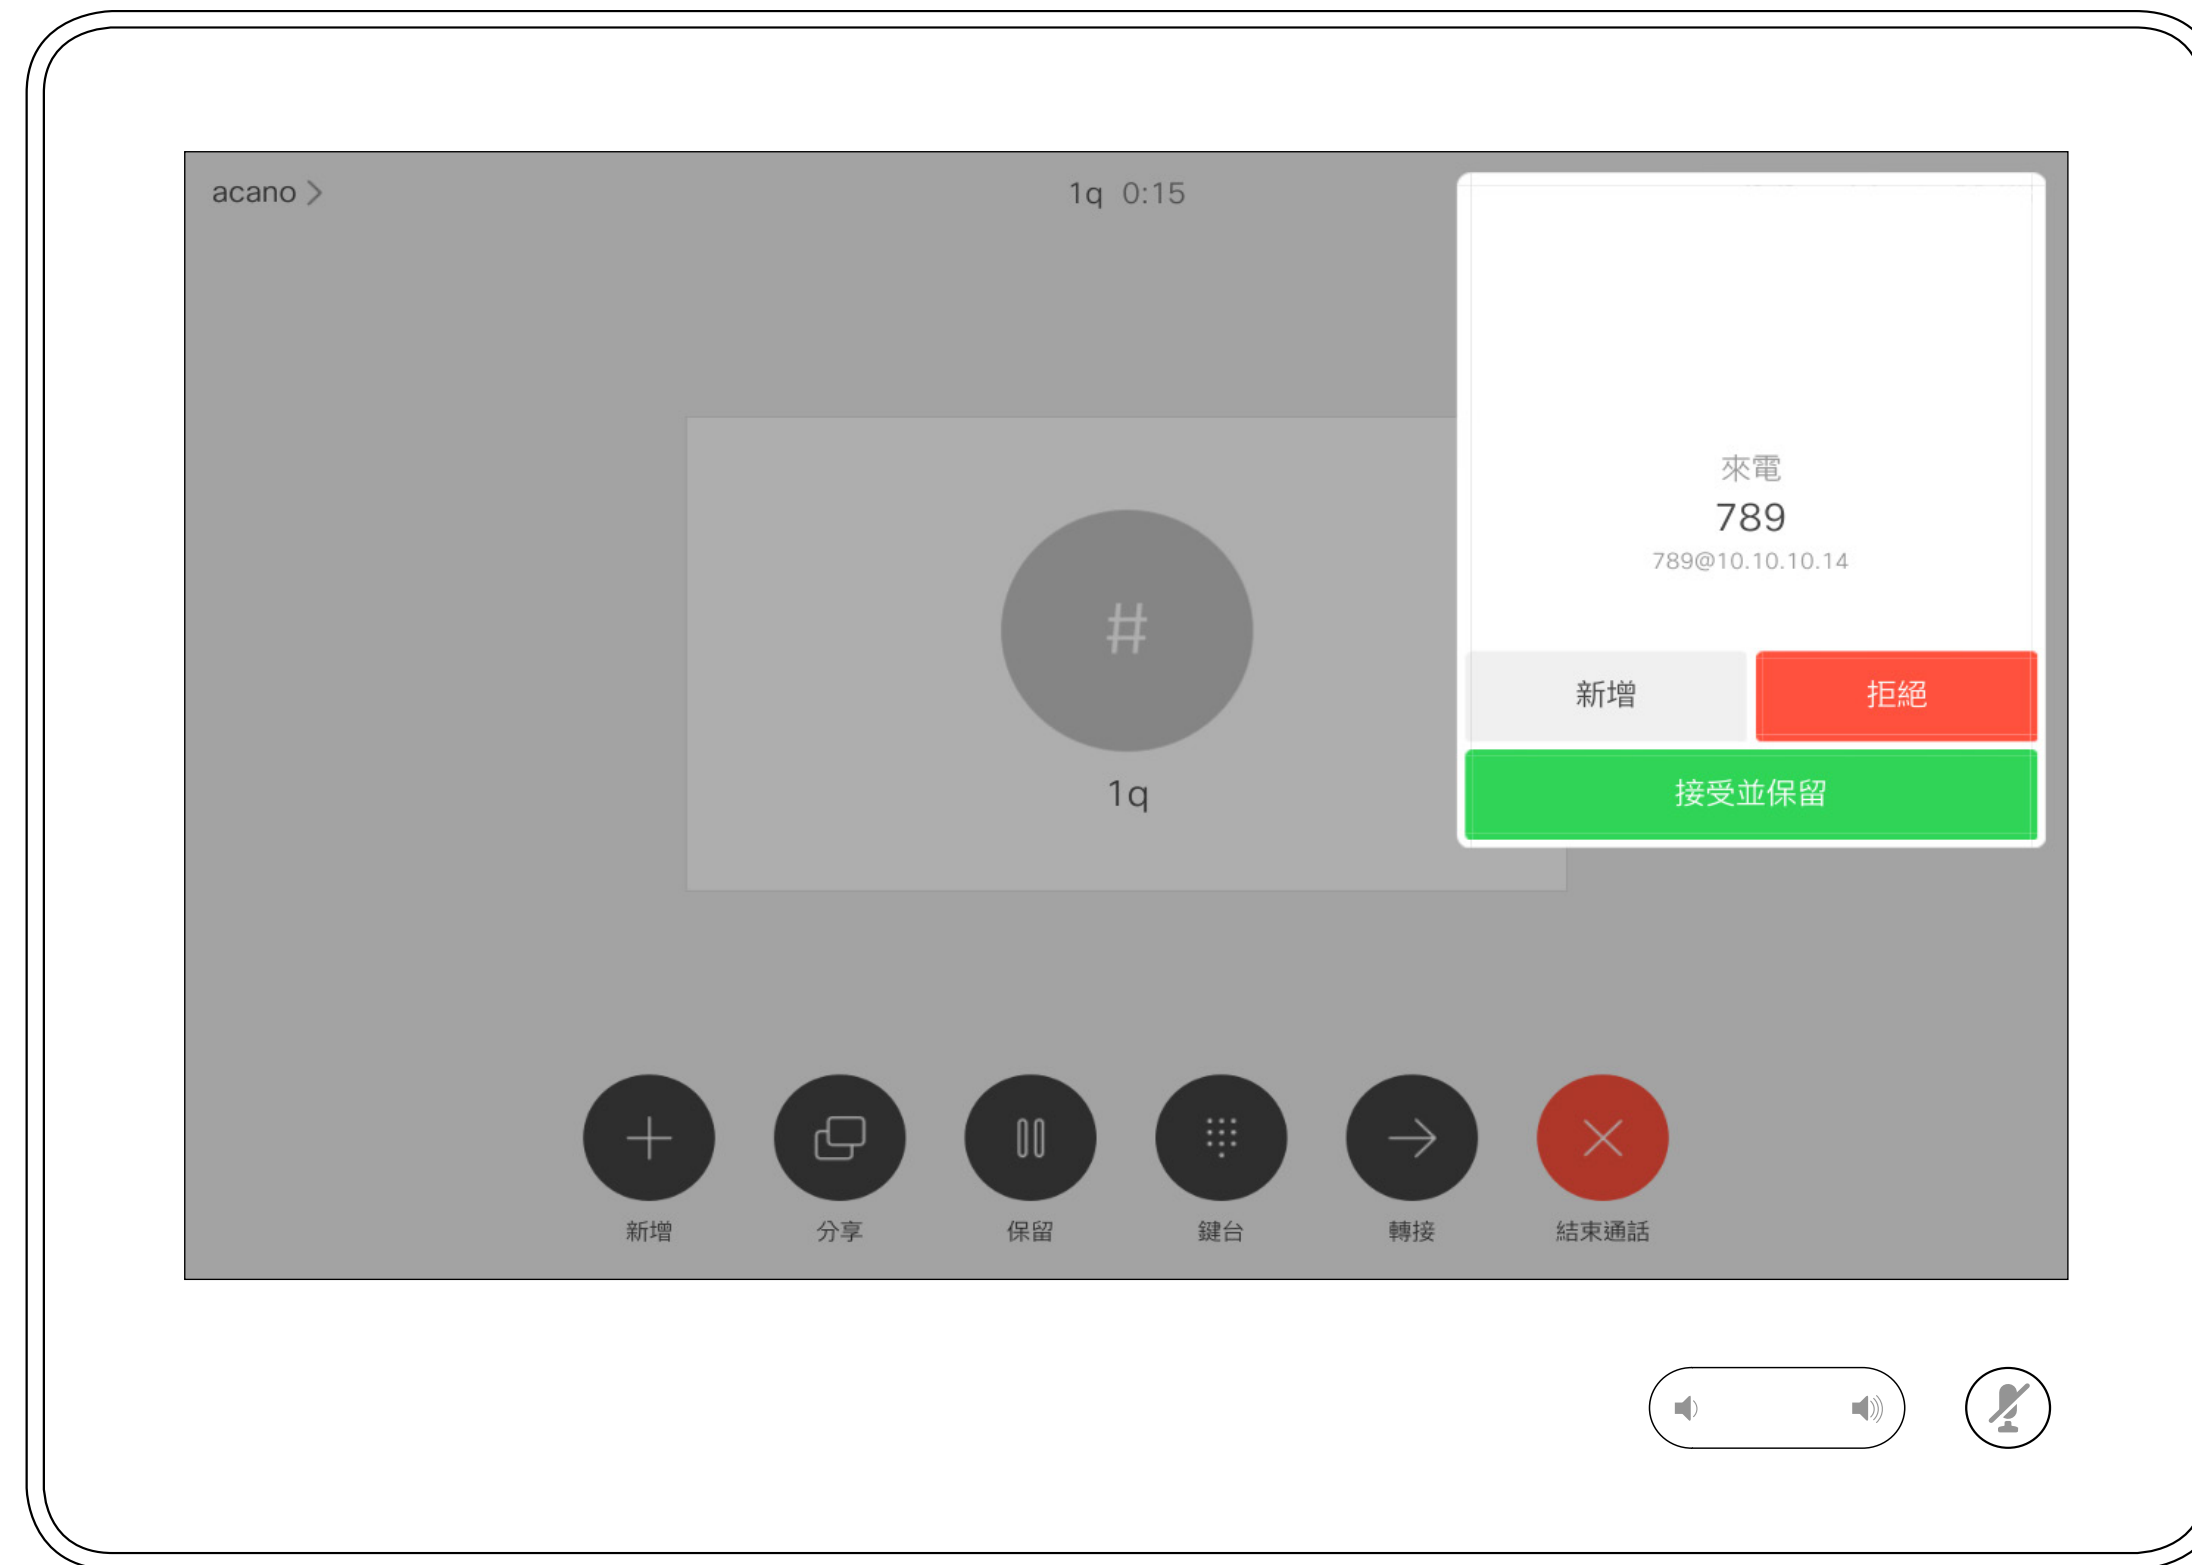 acano
1q 0:15
來電
789
789@10.10.10.14
新增
拒絕
接受並保留
#
1q
新增
分享
保留
鍵台
轉接
結束通話